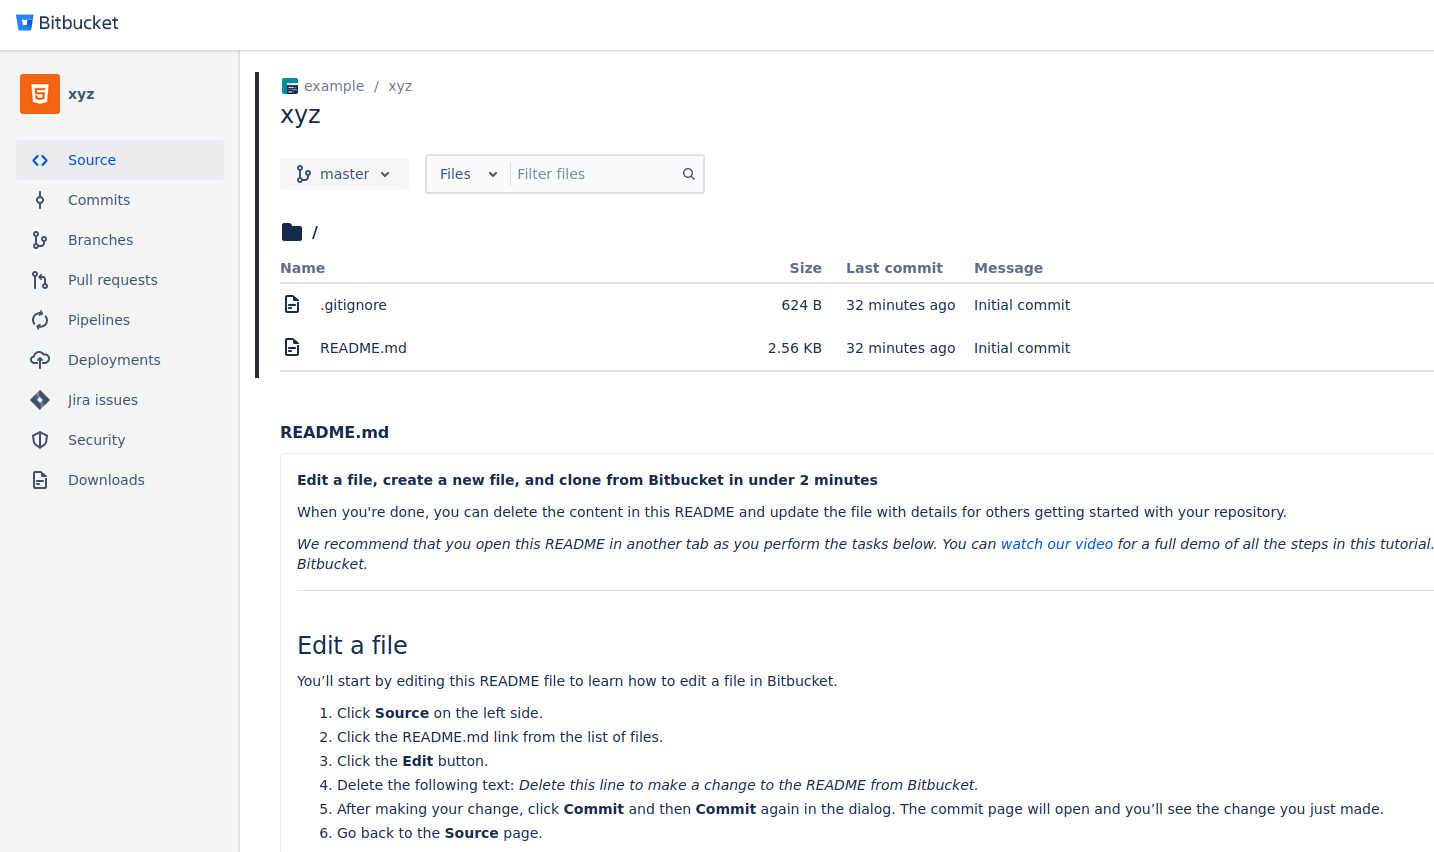 Bitbucket
xyz
Source
Commits
Branches
Pull requests
Pipelines
Deployments
Jira issues
Security
Downloads
example / xyz
xyz
master
Files Filter files
/
Name Size Last commit Message
.gitignore 624 B 32 minutes ago Initial commit
README.md 2.56 KB 32 minutes ago Initial commit
README.md
Edit a file, create a new file, and clone from Bitbucket in under 2 minutes
When you're done, you can delete the content in this README and update the file with details for others getting started with your repository.
We recommend that you open this README in another tab as you perform the tasks below. You can watch our video for a full demo of all the steps in this tutorial.
Bitbucket.
Edit a file
You’ll start by editing this README file to learn how to edit a file in Bitbucket.
1. Click Source on the left side.
2. Click the README.md link from the list of files.
3. Click the Edit button.
4. Delete the following text: Delete this line to make a change to the README from Bitbucket.
5. After making your change, click Commit and then Commit again in the dialog. The commit page will open and you’ll see the change you just made.
6. Go back to the Source page.